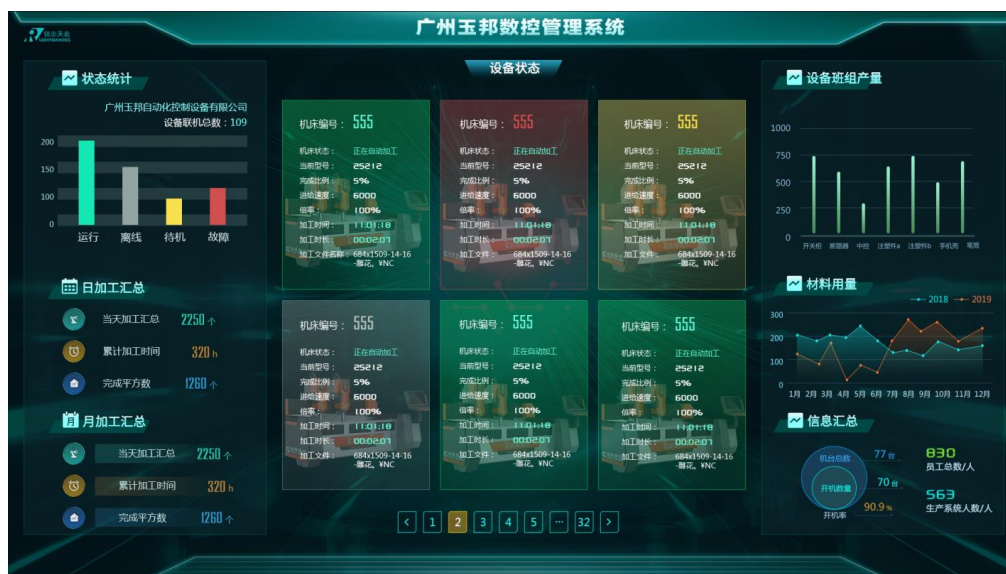 广州玉邦数控管理系统
状态统计
广州玉邦自动化控制设备有限公司
设备联机总数：109
200
150
100
0
运行 离线 待机 故障
日加工汇总
当天加工汇总 2250 个
累计加工时间 320 h
完成平方数 1260 个
月加工汇总
当天加工汇总 2250 个
累计加工时间 320 h
完成平方数 1260 个
设备状态
机床编号： 555
机床状态： 正在自动加工
当前型号： 25212
完成比例： 5%
进给速度： 6000
倍率： 100%
加工时间： 11:01:18
加工时长： 00:02:07
加工文件名称： 684x1509-14-16
-雕花。¥NC
机床编号： 555
机床状态： 正在自动加工
当前型号： 25212
完成比例： 5%
进给速度： 6000
倍率： 100%
加工时间： 11:01:18
加工时长： 00:02:07
加工文件： 684x1509-14-16
-雕花。¥NC
机床编号： 555
机床状态： 正在自动加工
当前型号： 25212
完成比例： 5%
进给速度： 6000
倍率： 100%
加工时间： 11:01:18
加工时长： 00:02:07
加工文件： 684x1509-14-16
-雕花。¥NC
机床编号： 555
机床状态： 正在自动加工
当前型号： 25212
完成比例： 5%
进给速度： 6000
倍率： 100%
加工时间： 11:01:18
加工时长： 00:02:07
加工文件： 684x1509-14-16
-雕花。¥NC
机床编号： 555
机床状态： 正在自动加工
当前型号： 25212
完成比例： 5%
进给速度： 6000
倍率： 100%
加工时间： 11:01:18
加工时长： 00:02:07
加工文件： 684x1509-14-16
-雕花。¥NC
机床编号： 555
机床状态： 正在自动加工
当前型号： 25212
完成比例： 5%
进给速度： 6000
倍率： 100%
加工时间： 11:01:18
加工时长： 00:02:07
加工文件： 684x1509-14-16
-雕花。¥NC
< 1 2 3 4 5 ··· 32 >
设备班组产量
1000
750
500
250
0
开关柜 断路器 中控 注塑件a 注塑件b 手机壳 笔筒
材料用量
2018 2019
300
200
100
0
1月 2月 3月 4月 5月 6月 7月 8月 9月 10月 11月 12月
信息汇总
机台总数 77 台
开机数量 70 台
开机率 90.9 %
830
员工总数/人
563
生产系统人数/人